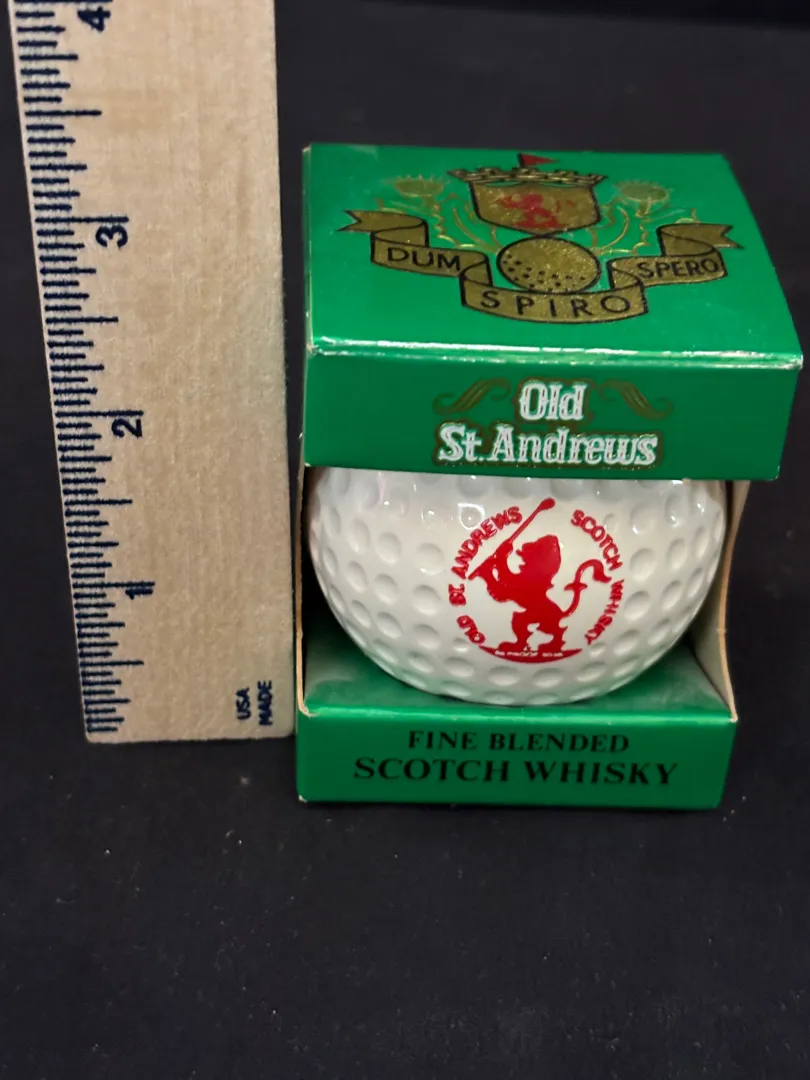 4
3
2
1
USA
MADE
DUM SPIRO SPERO
Old
St. Andrews
OLD ST. ANDREWS SCOTCH WHISKY
FINE BLENDED
SCOTCH WHISKY